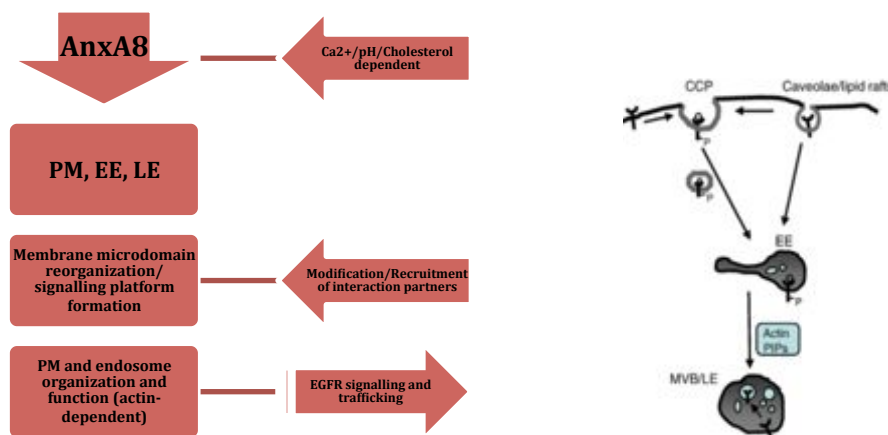 AnxA8
Ca2+/pH/Cholesterol
dependent
PM, EE, LE
Membrane microdomain
reorganization/
signalling platform
formation
Modification/Recruitment
of interaction partners
PM and endosome
organization and
function (actin-
dependent)
EGFR signalling and
trafficking
CCP
Caveolae/lipid raft
P
P
EE
P
Actin
PIPs
MVB/LE